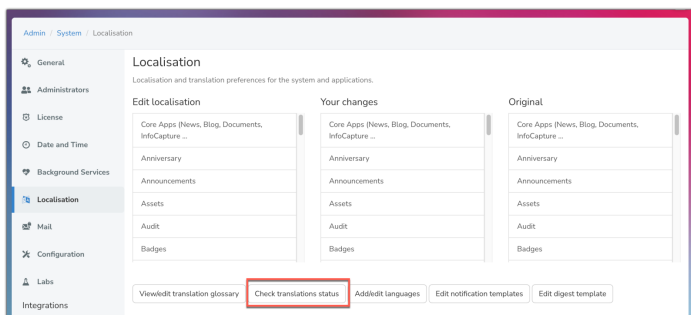 Admin / System / Localisation
General
Administrators
License
Date and Time
Background Services
Localisation
Mail
Configuration
Labs
Integrations
Localisation
Localisation and translation preferences for the system and applications.
Edit localisation
Core Apps (News, Blog, Documents,
InfoCapture ...
Anniversary
Announcements
Assets
Audit
Badges
Your changes
Core Apps (News, Blog, Documents,
InfoCapture ...
Anniversary
Announcements
Assets
Audit
Badges
Original
Core Apps (News, Blog, Documents,
InfoCapture ...
Anniversary
Announcements
Assets
Audit
Badges
View/edit translation glossary
Check translations status
Add/edit languages
Edit notification templates
Edit digest template